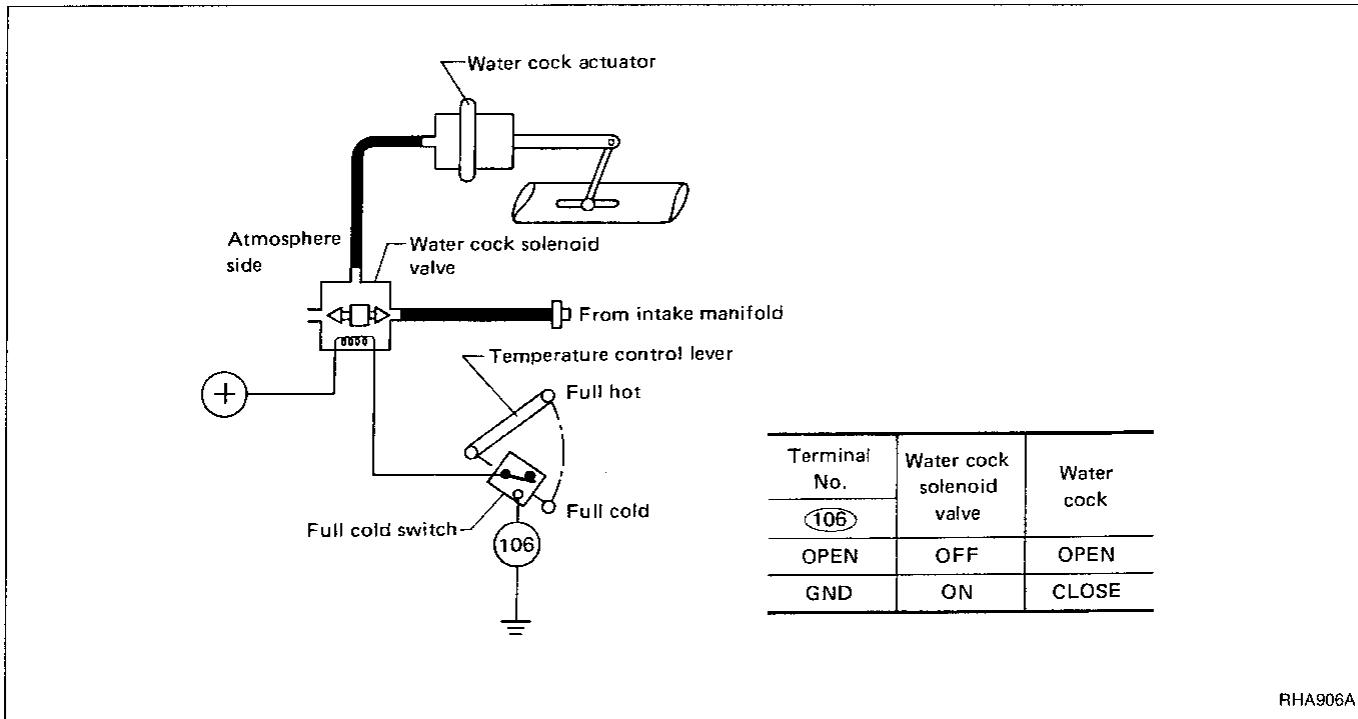 Water cock actuator
Atmosphere
side
Water cock solenoid
valve
From intake manifold
Temperature control lever
+
Full hot
Full cold switch
Full cold
106
Terminal
No.
Water cock
solenoid
valve
Water
cock
106
OPEN OFF OPEN
GND ON CLOSE
RHA906A